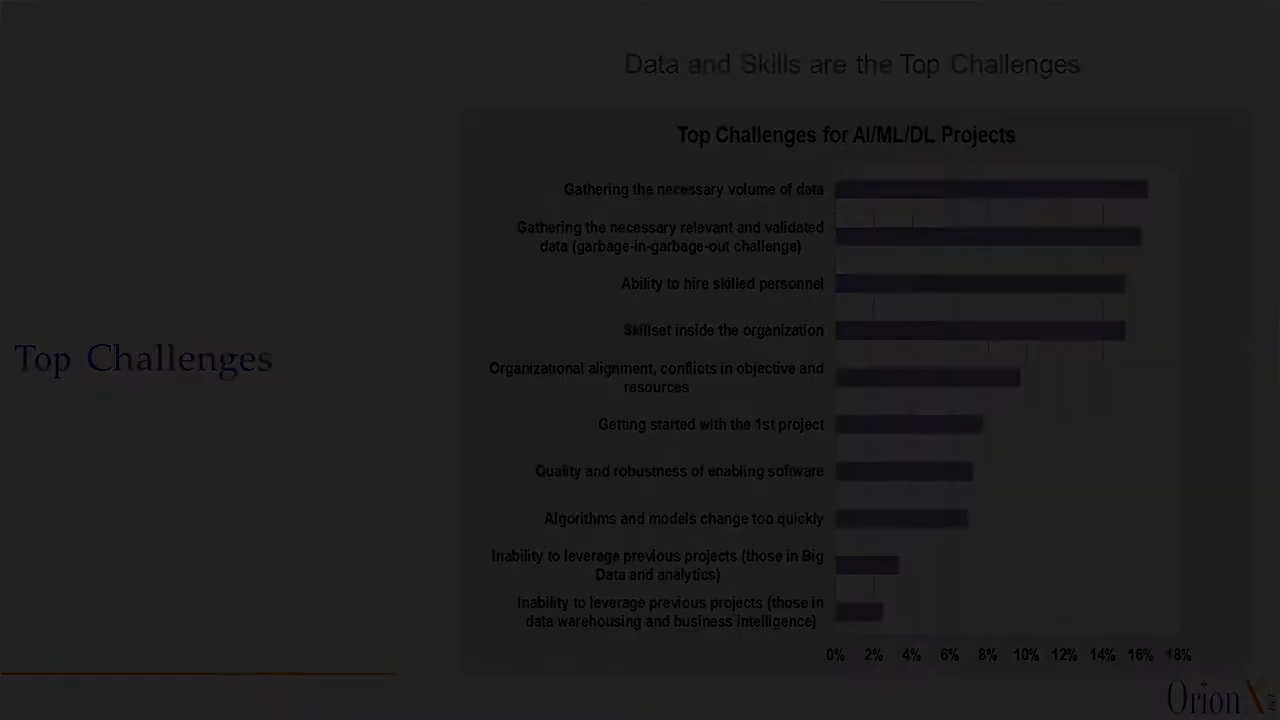 Data and Skills are the Top Challenges
Top Challenges for AI/ML/DL Projects
Gathering the necessary volume of data
Gathering the necessary relevant and validated
data (garbage-in-garbage-out challenge)
Ability to hire skilled personnel
Skillset inside the organization
Top Challenges
Organizational alignment, conflicts in objective and
resources
Getting started with the 1st project
Quality and robustness of enabling software
Algorithms and models change too quickly
Inability to leverage previous projects (those in Big
Data and analytics)
Inability to leverage previous projects (those in
data warehousing and business intelligence)
0% 2% 4% 6% 8% 10% 12% 14% 16% 18%
Orion X